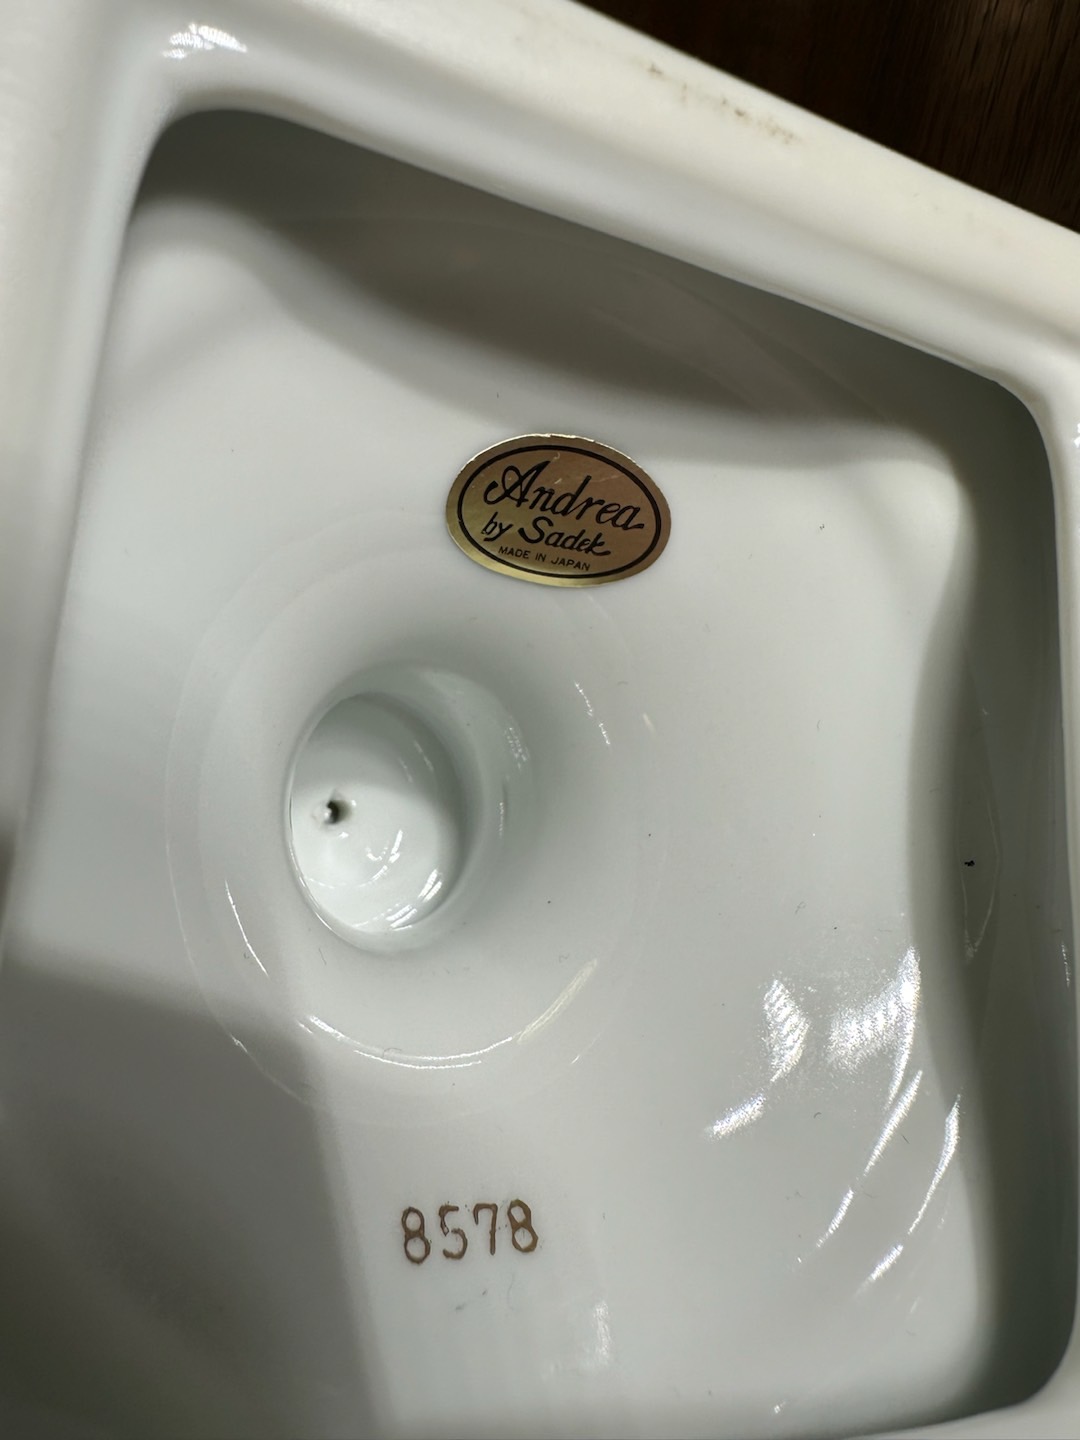 Andrea
by Sadek
MADE IN JAPAN
8578